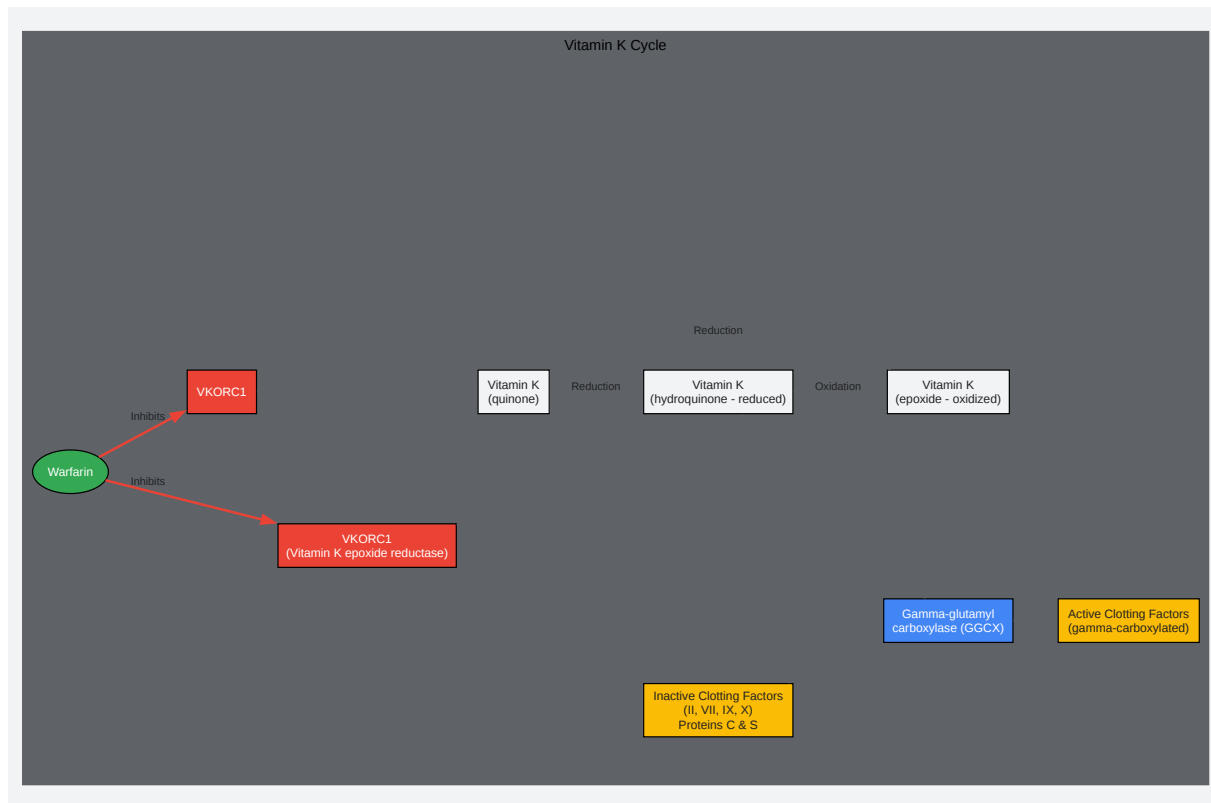 Vitamin K Cycle
Reduction
VKORC1
Vitamin K
(quinone)
Reduction
Vitamin K
(hydroquinone - reduced)
Oxidation
Vitamin K
(epoxide - oxidized)
Inhibits
Warfarin
Inhibits
VKORC1
(Vitamin K epoxide reductase)
Gamma-glutamyl
carboxylase (GGCX)
Active Clotting Factors
(gamma-carboxylated)
Inactive Clotting Factors
(II, VII, IX, X)
Proteins C & S